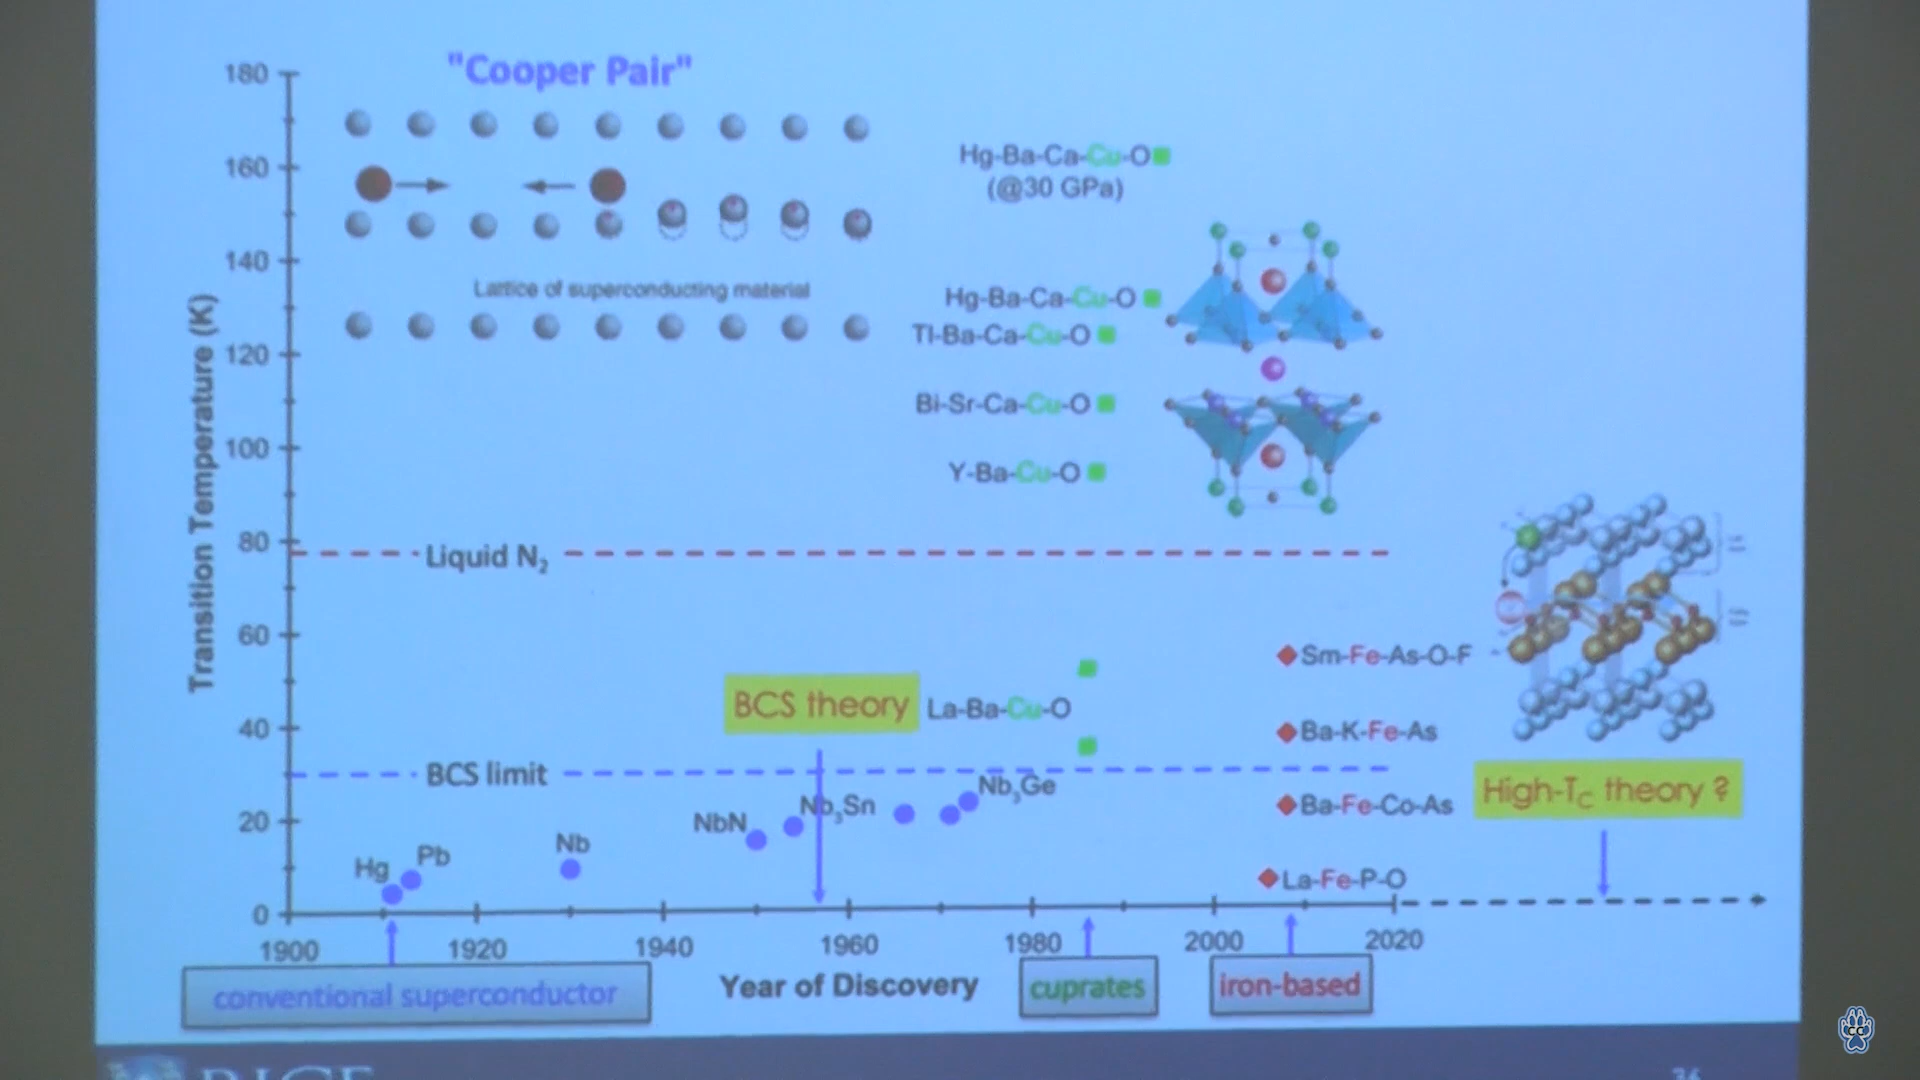 "Cooper Pair"
180
160
140
120
100
80
60
40
20
0
Transition Temperature (K)
Lattice of superconducting material
Hg-Ba-Ca-Cu-O
(@30 GPa)
Hg-Ba-Ca-Cu-O
Tl-Ba-Ca-Cu-O
Bi-Sr-Ca-Cu-O
Y-Ba-Cu-O
Liquid N₂
Sm-Fe-As-O-F
BCS theory
La-Ba-Cu-O
Ba-K-Fe-As
BCS limit
Nb₃Ge
High-T_C theory ?
Nb₃Sn
Ba-Fe-Co-As
NbN
Nb
Pb
Hg
La-Fe-P-O
1900
1920
1940
1960
1980
2000
2020
Year of Discovery
conventional superconductor
cuprates
iron-based
RICE
36
CC